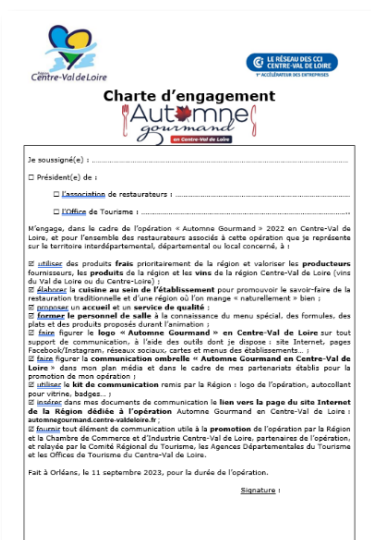 Centre-Val de Loire
LE RÉSEAU DES CCI
CENTRE-VAL DE LOIRE
1ᵉʳ ACCÉLÉRATEUR DES ENTREPRISES
Charte d'engagement
Automne
gourmand
en Centre-Val de Loire
Je soussigné(e) :
☐ Président(e) de :
☐ L'association de restaurateurs :
☐ L'Office de Tourisme :
M'engage, dans le cadre de l'opération « Automne Gourmand » 2022 en Centre-Val de
Loire, et pour l'ensemble des restaurateurs associés à cette opération que je représente
sur le territoire interdépartemental, départemental ou local concerné, à :
☑ utiliser des produits frais prioritairement de la région et valoriser les producteurs
fournisseurs, les produits de la région et les vins de la région Centre-Val de Loire (vins
du Val de Loire ou du Centre-Loire) ;
☑ élaborer la cuisine au sein de l'établissement pour promouvoir le savoir-faire de la
restauration traditionnelle et d'une région où l'on mange « naturellement » bien ;
☑ proposer un accueil et un service de qualité ;
☑ former le personnel de salle à la connaissance du menu spécial, des formules, des
plats et des produits proposés durant l'animation ;
☑ faire figurer le logo « Automne Gourmand » en Centre-Val de Loire sur tout
support de communication, à l'aide des outils dont je dispose : site Internet, pages
Facebook/Instagram, réseaux sociaux, cartes et menus des établissements... ;
☑ faire figurer la communication ombrelle « Automne Gourmand en Centre-Val de
Loire » dans mon plan média et dans le cadre de mes partenariats établis pour la
promotion de mon opération ;
☑ utiliser le kit de communication remis par la Région : logo de l'opération, autocollant
pour vitrine, badges... ;
☑ insérer dans mes documents de communication le lien vers la page du site Internet
de la Région dédiée à l'opération Automne Gourmand en Centre-Val de Loire :
automnegourmand.centre-valdeloire.fr ;
☑ fournir tout élément de communication utile à la promotion de l'opération par la Région
et la Chambre de Commerce et d'Industrie Centre-Val de Loire, partenaires de l'opération,
et relayée par le Comité Régional du Tourisme, les Agences Départementales du Tourisme
et les Offices de Tourisme du Centre-Val de Loire.
Fait à Orléans, le 11 septembre 2023, pour la durée de l'opération.
Signature :